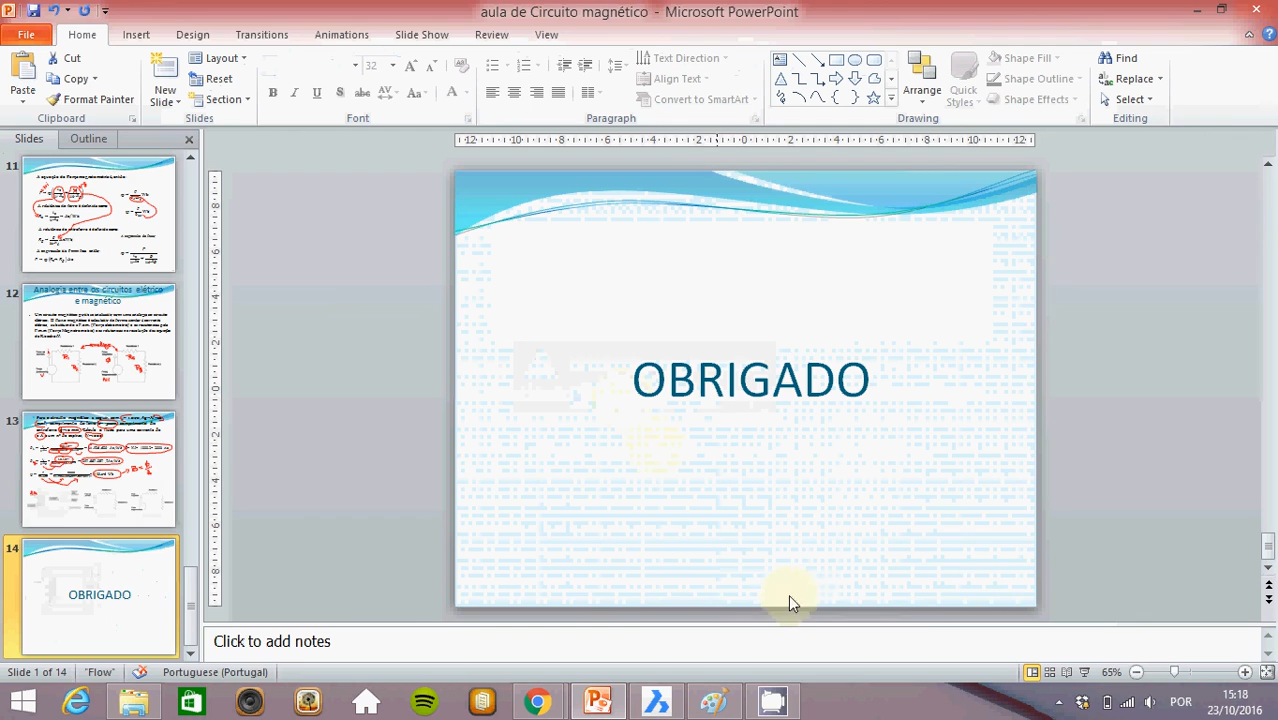 aula de Circuito magnético - Microsoft PowerPoint
File Home Insert Design Transitions Animations Slide Show Review View
Paste
Cut
Copy
Format Painter
Clipboard
New
Slide
Layout
Reset
Section
Slides
32
B I U S abc AV Aa A
Font
Text Direction
Align Text
Convert to SmartArt
Paragraph
Arrange
Quick
Styles
Shape Fill
Shape Outline
Shape Effects
Drawing
Find
Replace
Select
Editing
Slides Outline
11
12
Analogia entre os circuitos elétrico
e magnético
13
14
OBRIGADO
OBRIGADO
Click to add notes
Slide 1 of 14 "Flow" Portuguese (Portugal) 65%
POR
15:18
23/10/2016